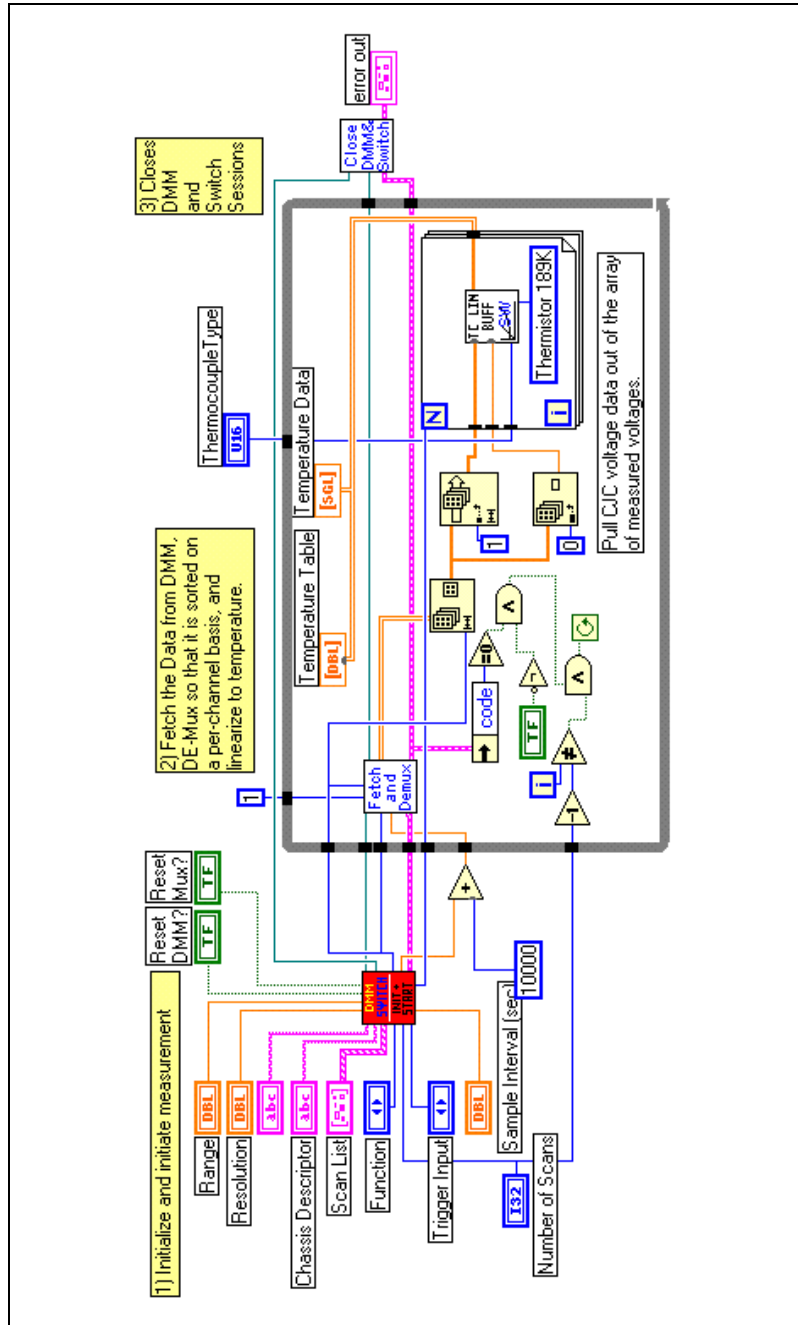 1) Initialize and initiate measurement
Reset
DMM?
TF
Reset
Mux?
TF
Range
DBL
Resolution
DBL
abc
Chassis Descriptor
abc
Scan List
Function
Trigger Input
DBL
Sample Interval (sec)
10000
I32
Number of Scans
DMM
SWITCH
INIT+
START
+
2) Fetch the Data from DMM,
DE-Mux so that it is sorted on
a per-channel basis, and
linearize to temperature.
1
Fetch
and
Demux
Temperature Table
[DBL]
Temperature Data
[SGL]
ThermocoupleType
U16
code
=0
TF
i
-1
≠
1
0
N
i
TC LIN
BUFF
Thermistor 189K
Pull CJC voltage data out of the array
of measured voltages.
3) Closes
DMM
and
Switch
Sessions
Close
DMM&
Switch
error out